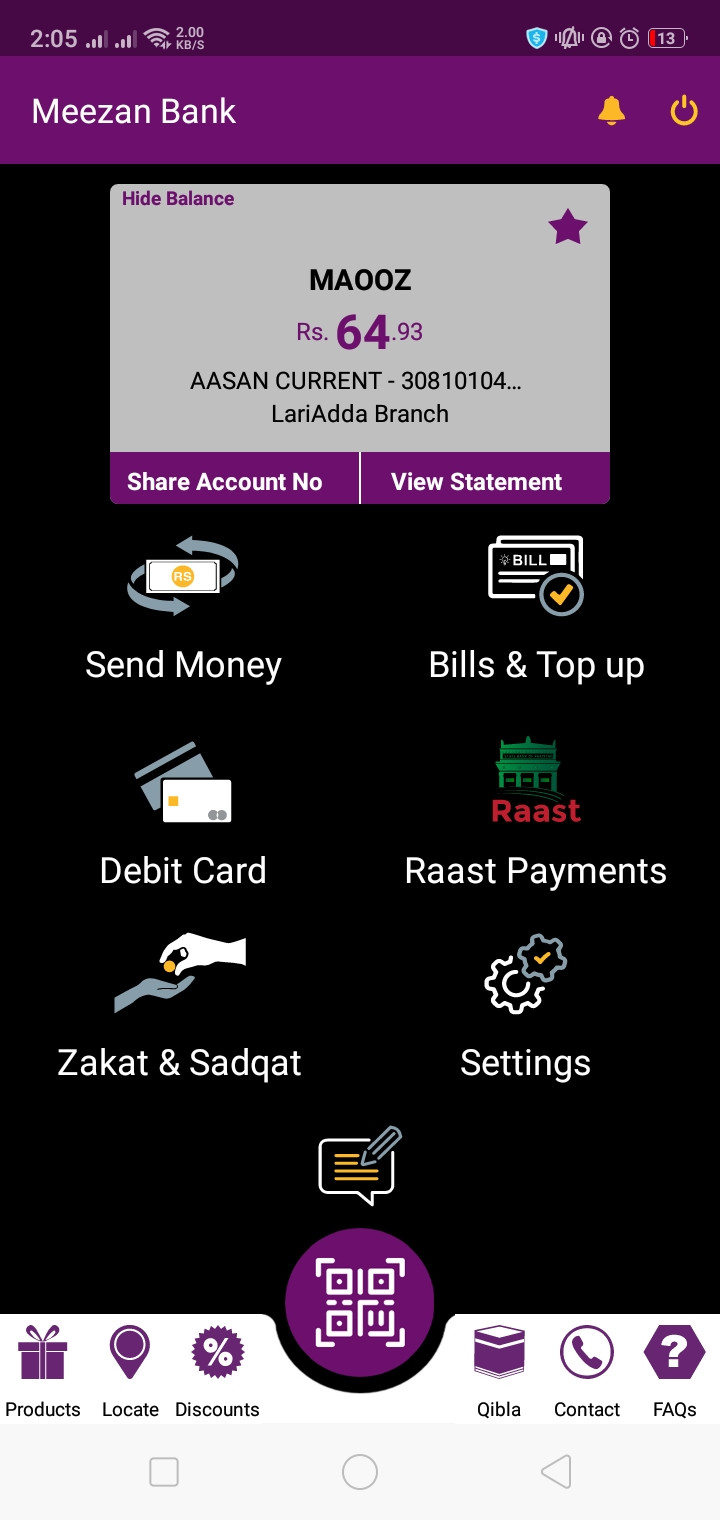 2:05 2.00 KB/S 13
Meezan Bank
Hide Balance
MAOOZ
Rs. 64.93
AASAN CURRENT - 30810104...
LariAdda Branch
Share Account No View Statement
RS BILL
Send Money Bills & Top up
Raast
Debit Card Raast Payments
Zakat & Sadqat Settings
Products Locate Discounts Qibla Contact FAQs